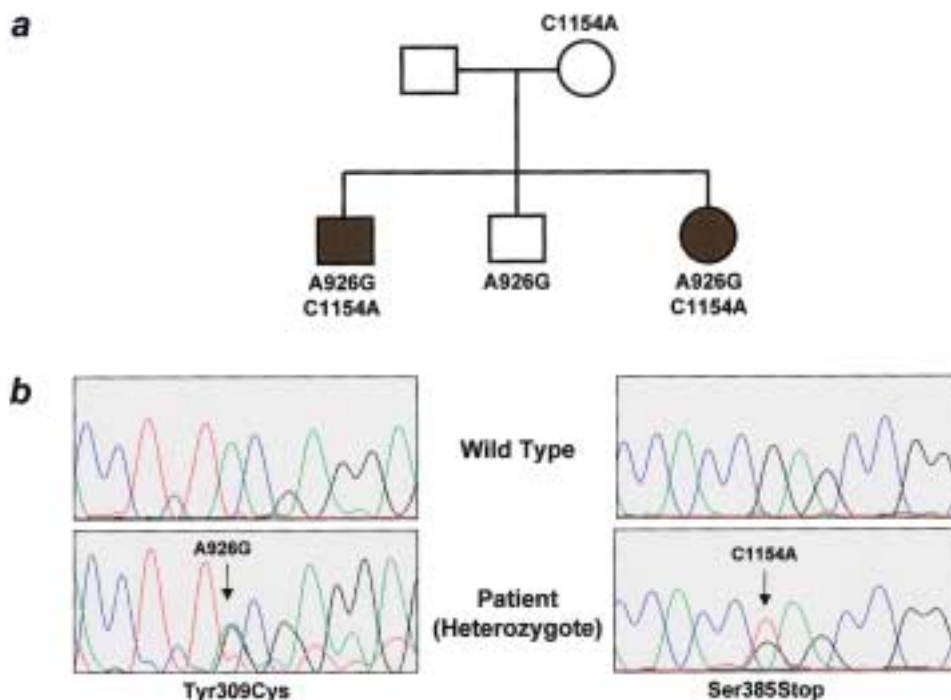 a
C1154A
A926G
C1154A
A926G
A926G
C1154A
b
Wild Type
A926G
C1154A
Patient
(Heterozygote)
Tyr309Cys
Ser385Stop